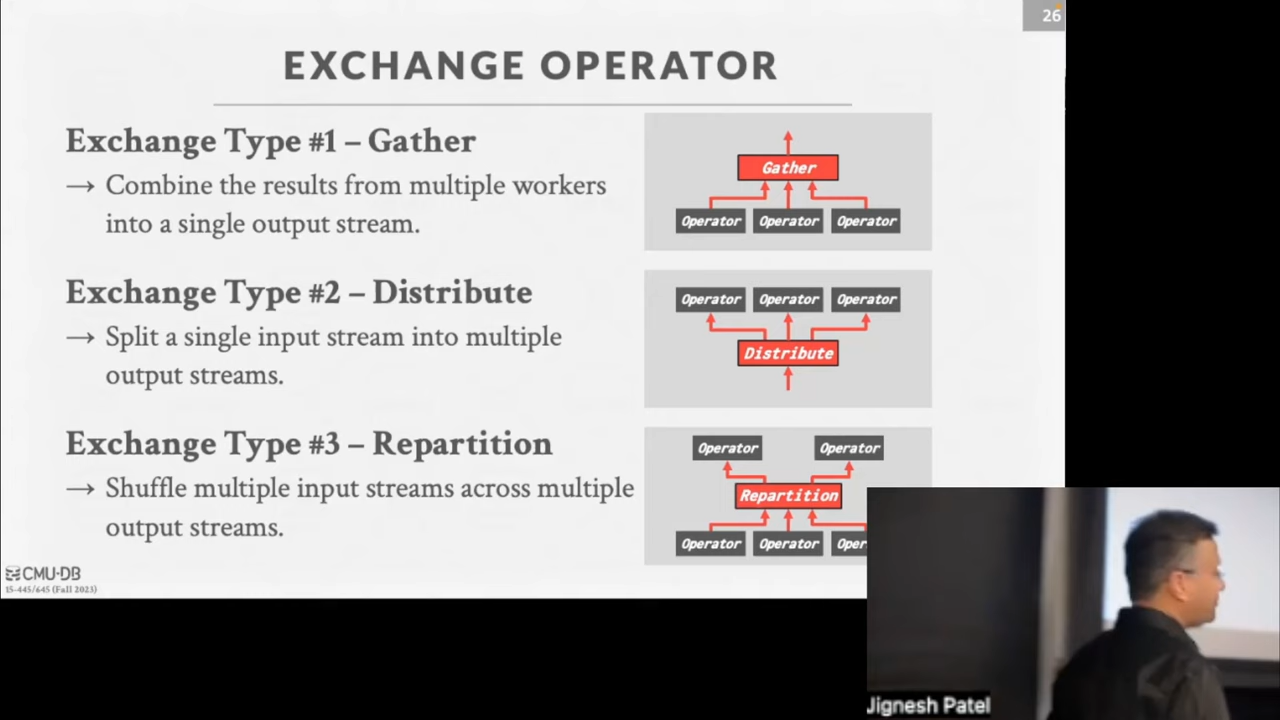 26
EXCHANGE OPERATOR
Exchange Type #1 – Gather
→ Combine the results from multiple workers
into a single output stream.
Gather
Operator Operator Operator
Exchange Type #2 – Distribute
→ Split a single input stream into multiple
output streams.
Operator Operator Operator
Distribute
Exchange Type #3 – Repartition
→ Shuffle multiple input streams across multiple
output streams.
Operator Operator
Repartition
Operator Operator Oper
CMU·DB
15-445/645 (Fall 2023)
Jignesh Patel